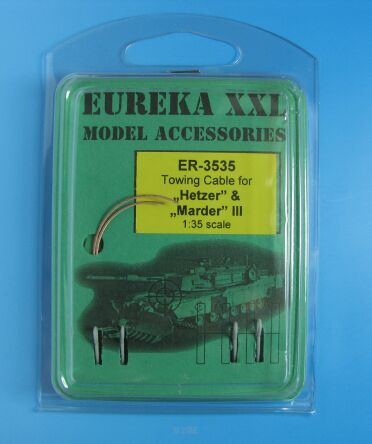 EUREKA XXL
MODEL ACCESSORIES
ER-3535
Towing Cable for
„Hetzer” &
„Marder” III
1:35 scale